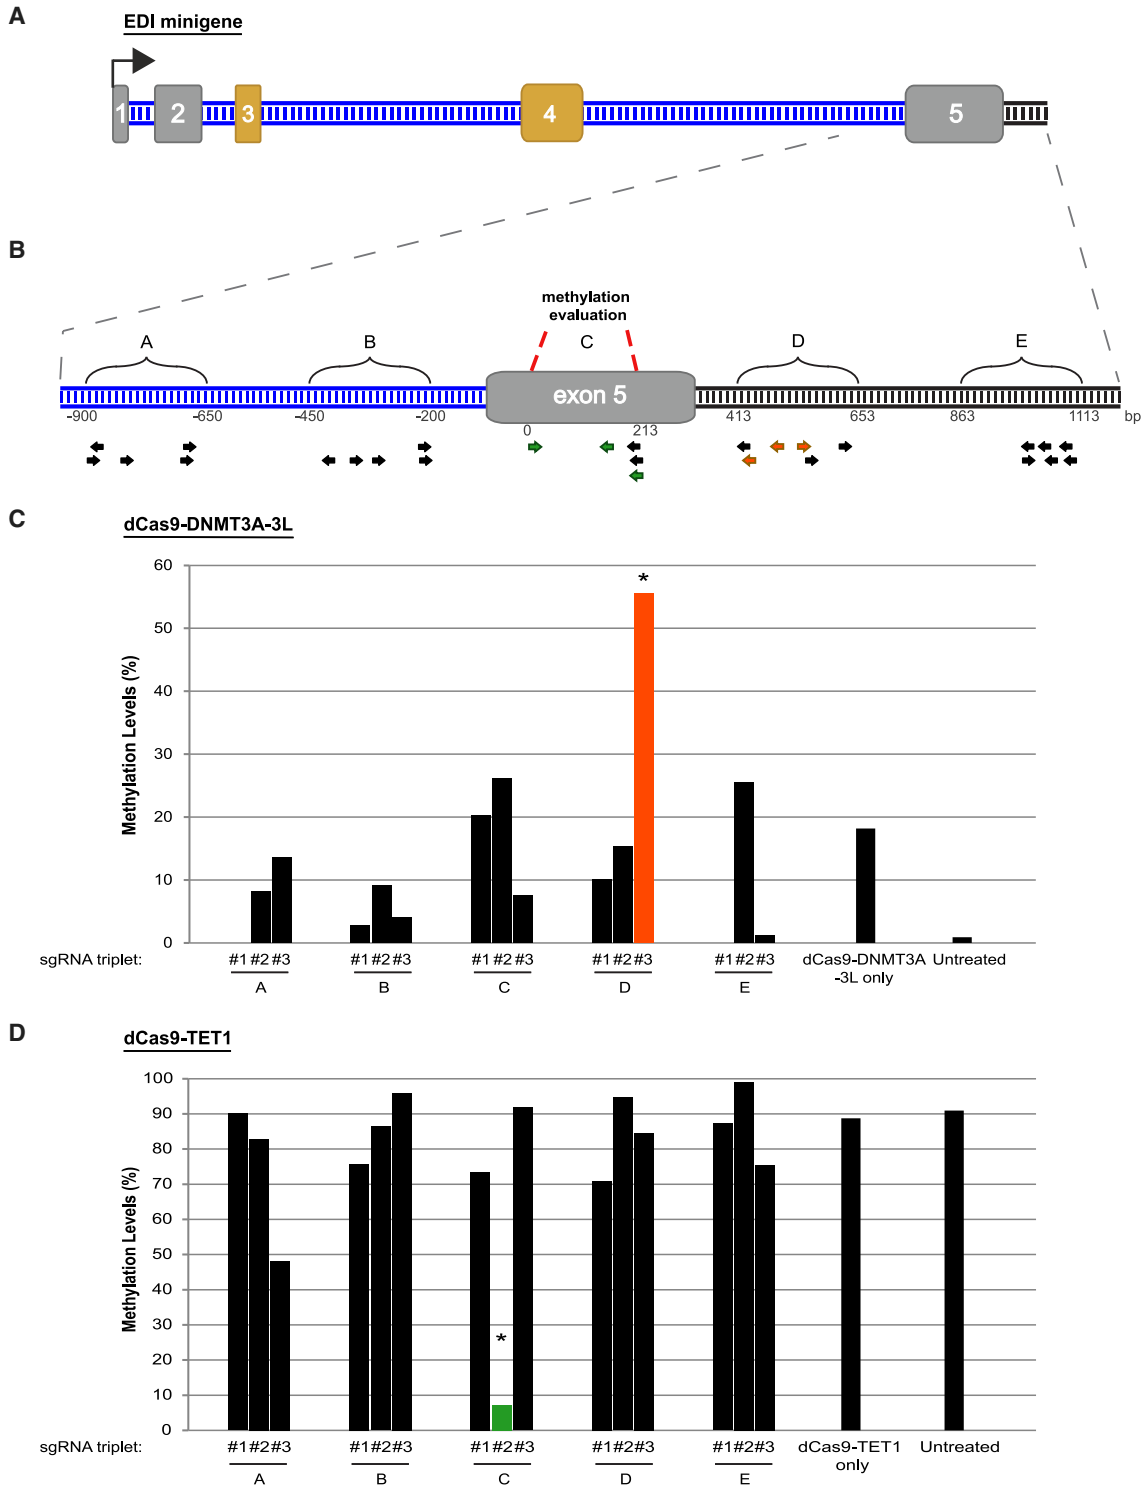 A
EDI minigene
1 2 3 4 5
B
methylation
evaluation
A B C D E
exon 5
-900 -650 -450 -200 0 213 413 653 863 1113 bp
C
dCas9-DNMT3A-3L
Methylation Levels (%)
60
50
40
30
20
10
0
*
sgRNA triplet: #1 #2 #3 #1 #2 #3 #1 #2 #3 #1 #2 #3 #1 #2 #3 dCas9-DNMT3A Untreated
-3L only
A B C D E
D
dCas9-TET1
Methylation Levels (%)
100
90
80
70
60
50
40
30
20
10
0
*
sgRNA triplet: #1 #2 #3 #1 #2 #3 #1 #2 #3 #1 #2 #3 #1 #2 #3 dCas9-TET1 Untreated
only
A B C D E